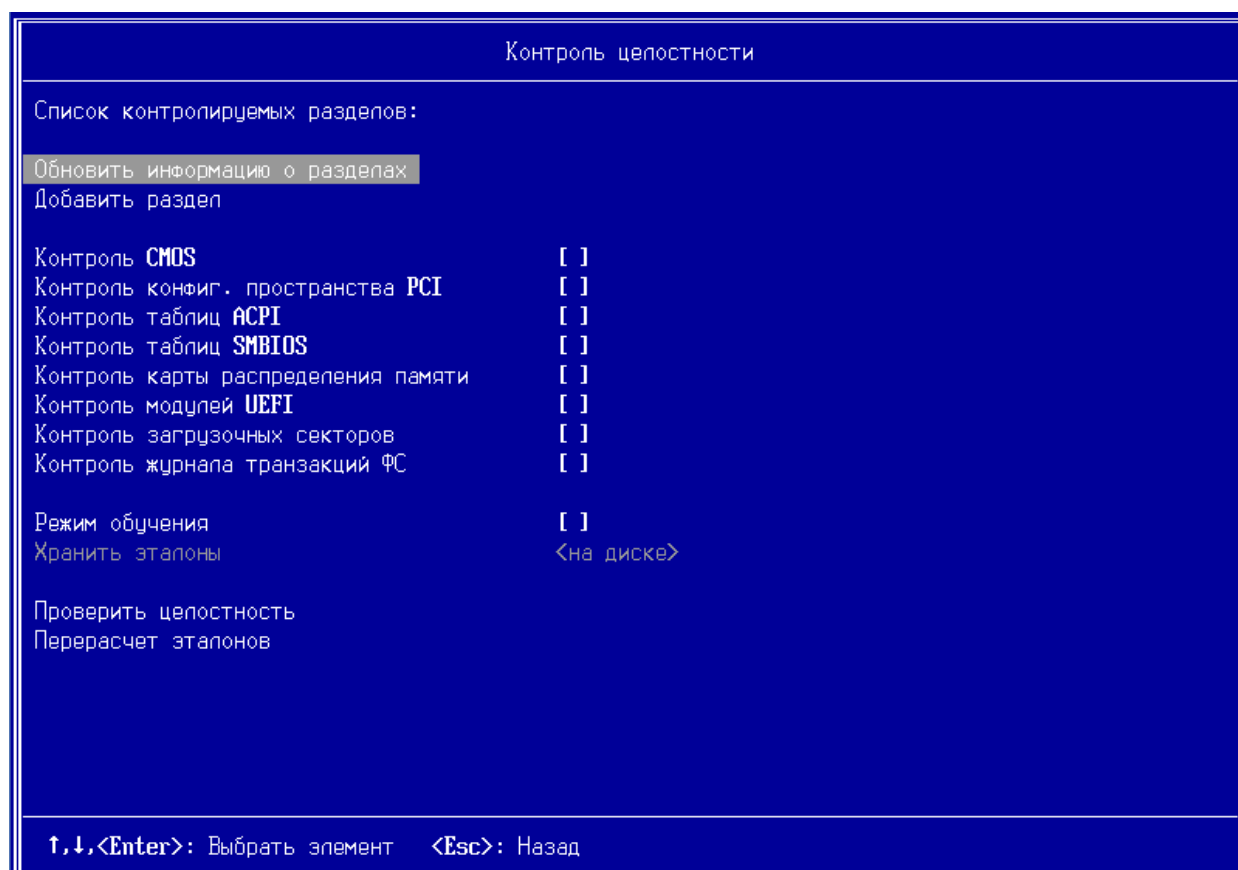 Контроль целостности
Список контролируемых разделов:
Обновить информацию о разделах
Добавить раздел
Контроль CMOS [ ]
Контроль конфиг. пространства PCI [ ]
Контроль таблиц ACPI [ ]
Контроль таблиц SMBIOS [ ]
Контроль карты распределения памяти [ ]
Контроль модулей UEFI [ ]
Контроль загрузочных секторов [ ]
Контроль журнала транзакций ФС [ ]
Режим обучения [ ]
Хранить эталоны <на диске>
Проверить целостность
Перерасчет эталонов
↑,↓,<Enter>: Выбрать элемент <Esc>: Назад